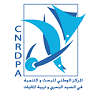 CNRDPA
المركز الوطني للبحث و التنمية
في الصيد البحري و تربية المائيات